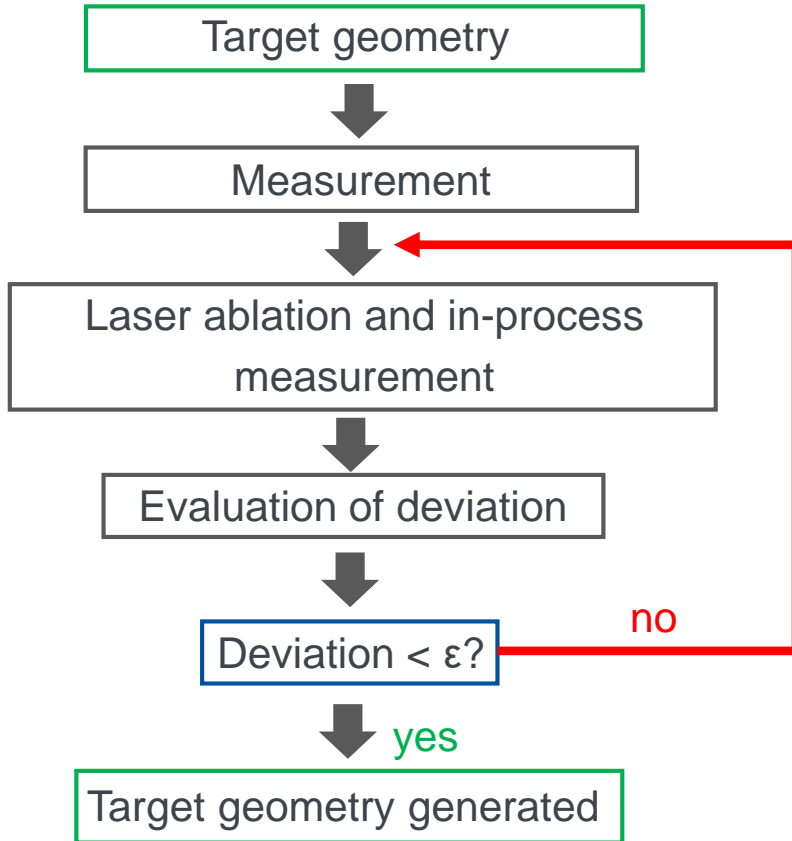 Target geometry
Measurement
Laser ablation and in-process
measurement
Evaluation of deviation
Deviation < ε?
no
yes
Target geometry generated